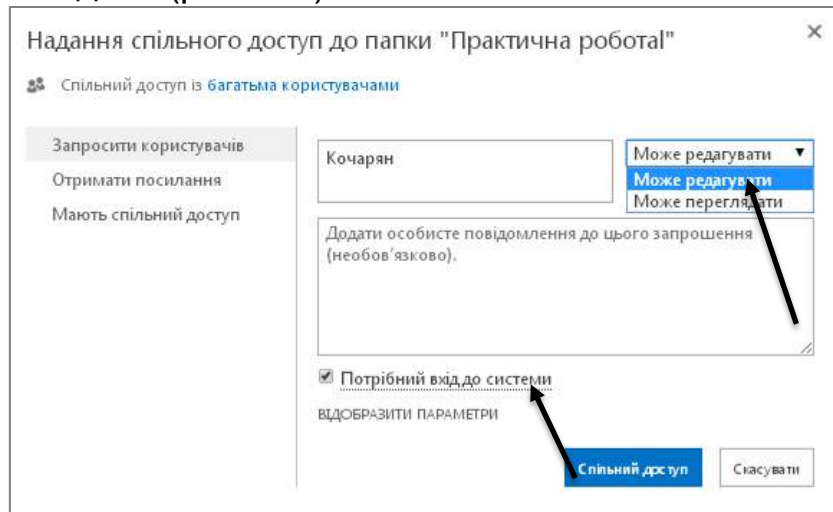 Надання спільного доступ до папки "Практична роботаl"
Спільний доступ із багатьма користувачами
Запросити користувачів
Отримати посилання
Мають спільний доступ
Кочарян
Може редагувати
Може редагувати
Може переглядати
Додати особисте повідомлення до цього запрошення
(необов’язково).
Потрібний вхід до системи
ВІДОБРАЗИТИ ПАРАМЕТРИ
Спільний доступ
Скасувати